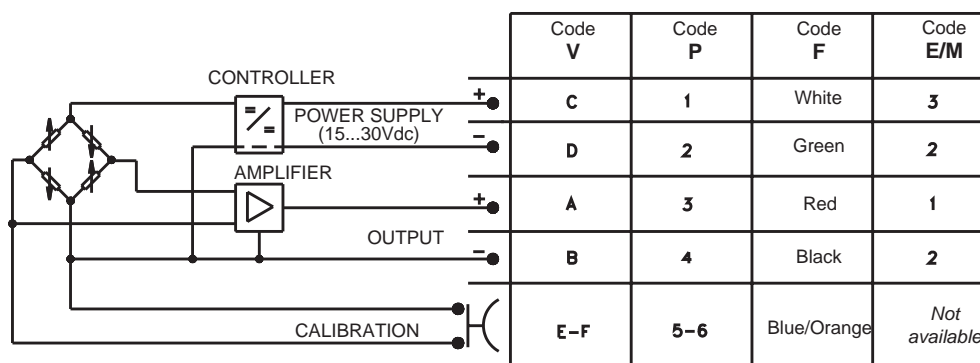 Code Code Code Code
V P F E/M
CONTROLLER
+ C 1 White 3
POWER SUPPLY
(15...30Vdc)
− D 2 Green 2
AMPLIFIER
+ A 3 Red 1
OUTPUT
− B 4 Black 2
CALIBRATION E-F 5-6 Blue/Orange Not
available